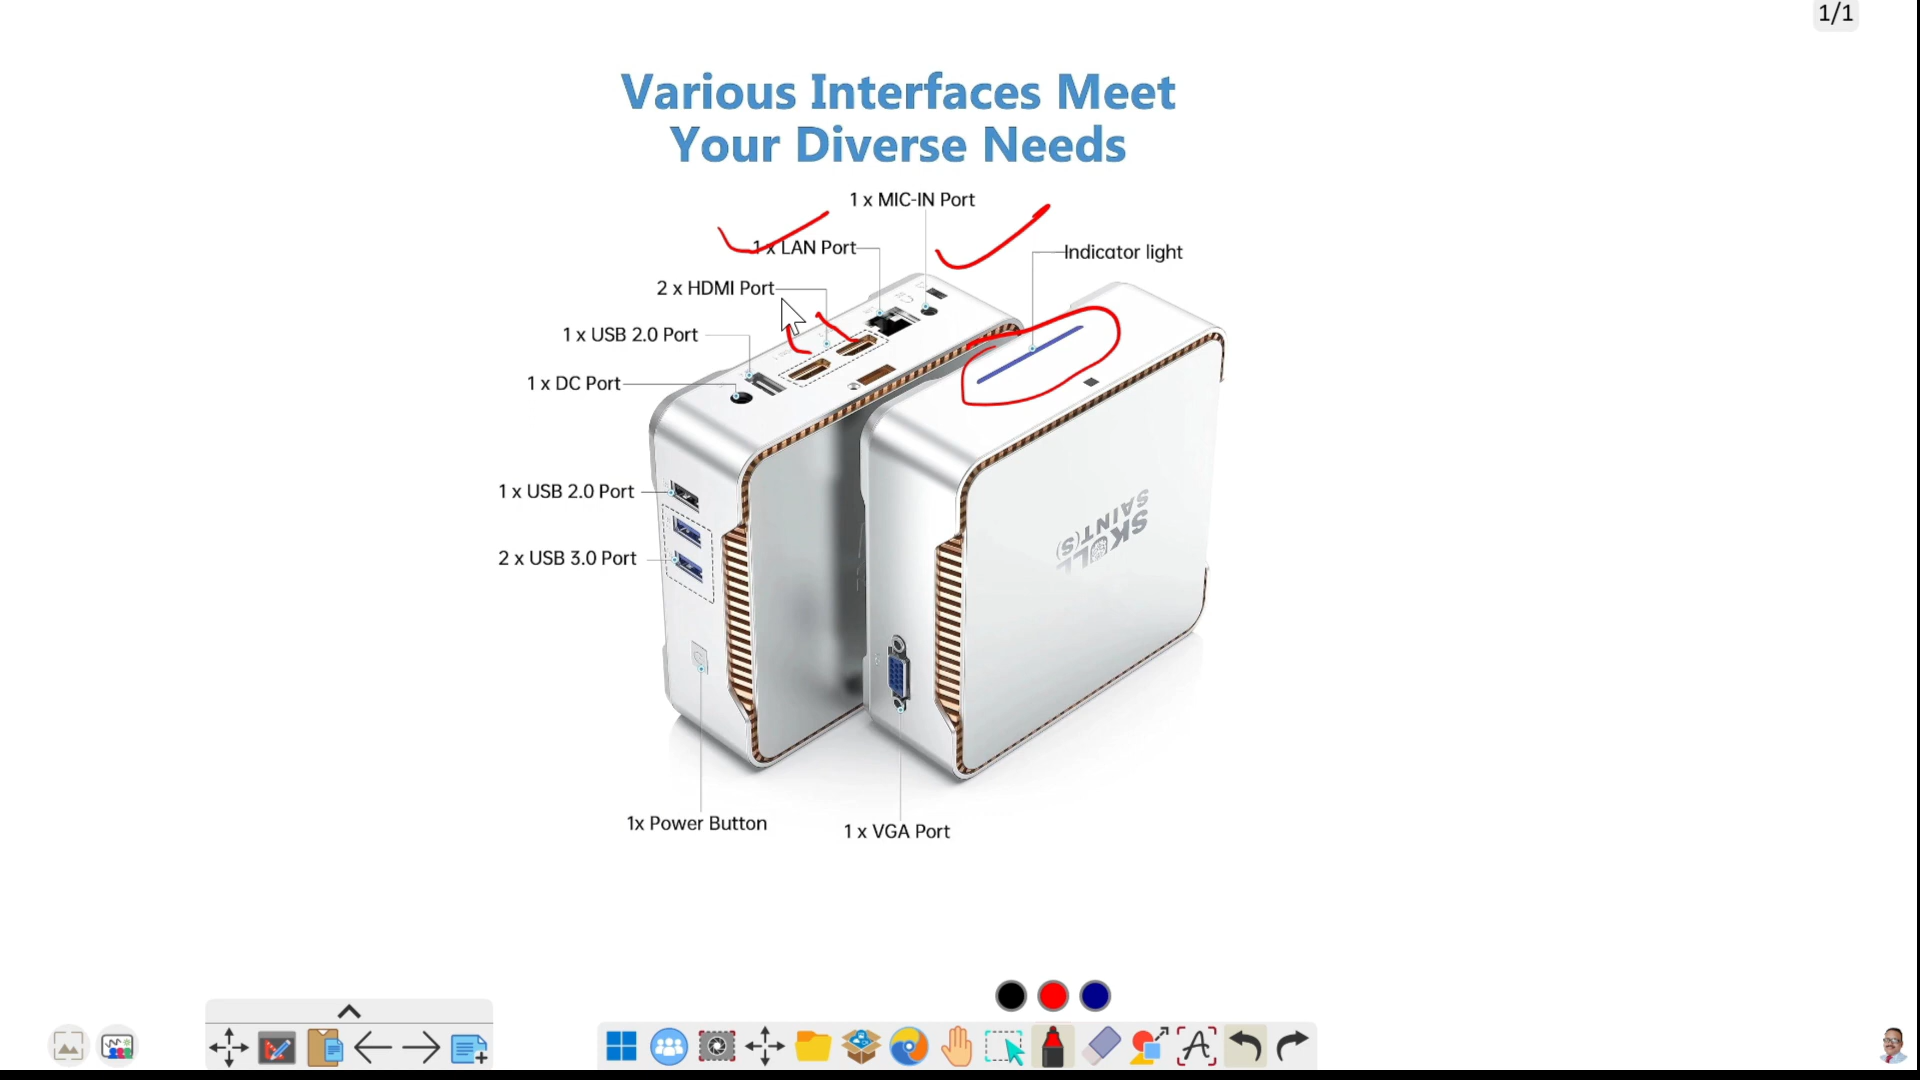 1/1
Various Interfaces Meet
Your Diverse Needs
1 x MIC-IN Port
1 x LAN Port
Indicator light
2 x HDMI Port
1 x USB 2.0 Port
1 x DC Port
1 x USB 2.0 Port
2 x USB 3.0 Port
SKOLL
SAINT(S)
1x Power Button
1 x VGA Port